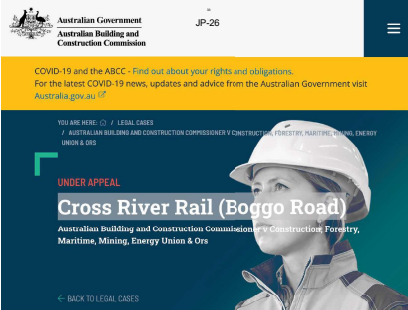 Australian Government
Australian Building and
Construction Commission
JP-26
COVID-19 and the ABCC - Find out about your rights and obligations.
For the latest COVID-19 news, updates and advice from the Australian Government visit
Australia.gov.au
YOU ARE HERE: / LEGAL CASES
/ AUSTRALIAN BUILDING AND CONSTRUCTION COMMISSIONER V CONSTRUCTION, FORESTRY, MARITIME, MINING, ENERGY
UNION & ORS
UNDER APPEAL
Cross River Rail (Boggo Road)
Australian Building and Construction Commissioner v Construction, Forestry,
Maritime, Mining, Energy Union & Ors
← BACK TO LEGAL CASES